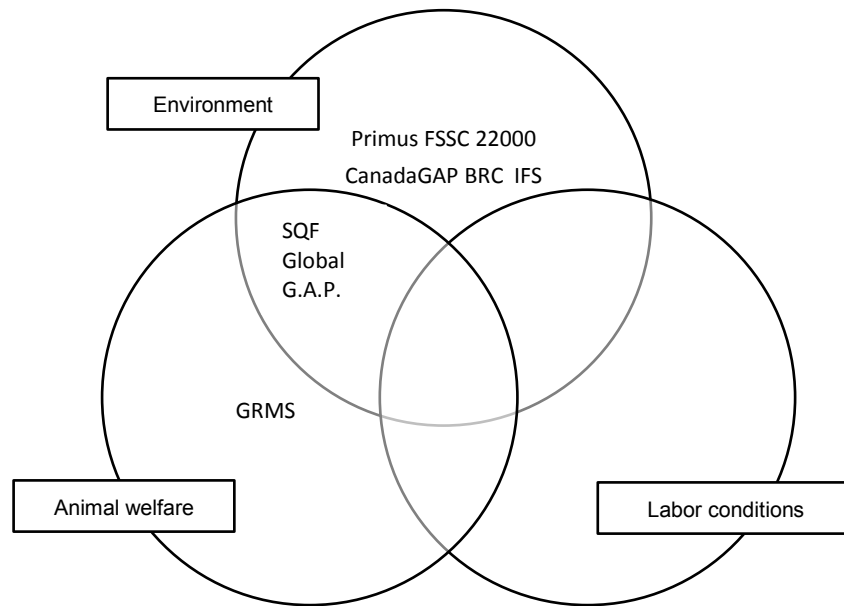 Environment
Primus FSSC 22000
CanadaGAP BRC IFS
SQF
Global
G.A.P.
GRMS
Animal welfare
Labor conditions